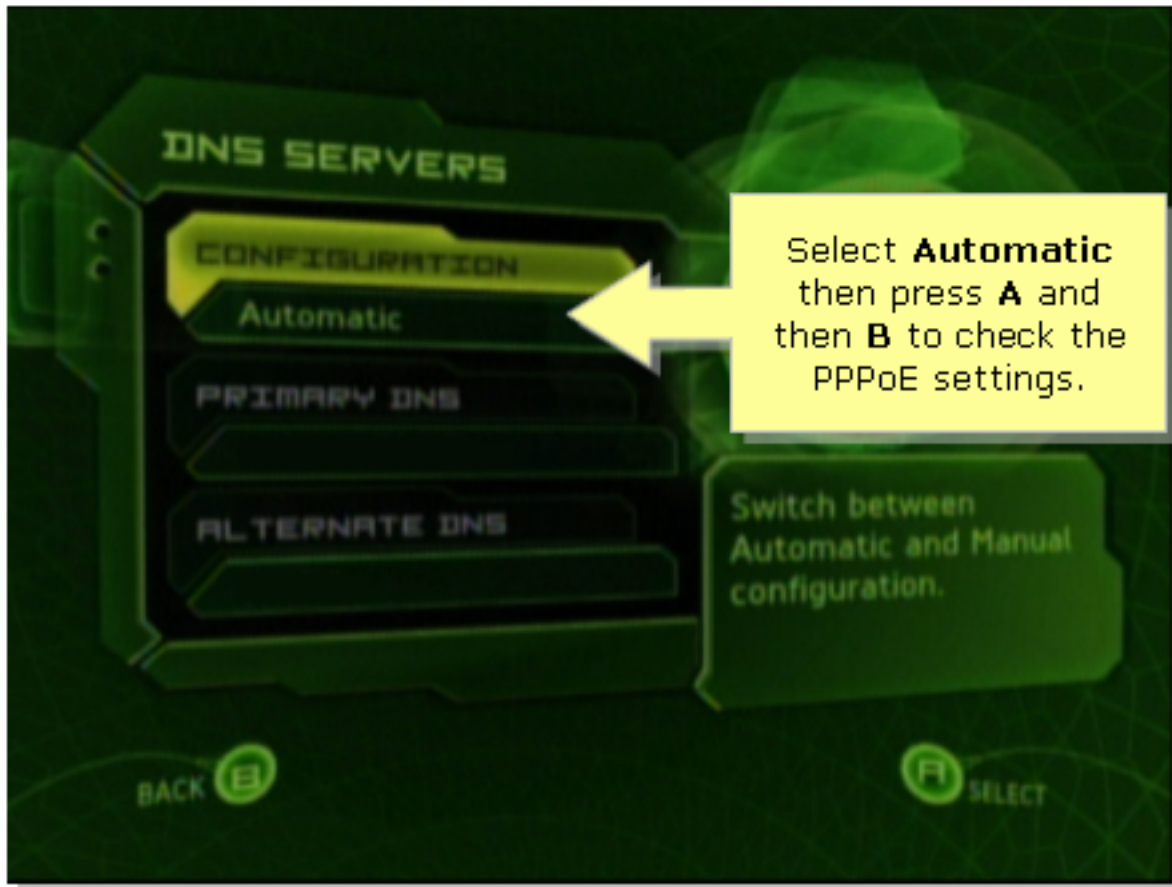 DNS SERVERS
CONFIGURATION
Automatic
PRIMARY DNS
ALTERNATE DNS
Select Automatic
then press A and
then B to check the
PPPoE settings.
Switch between
Automatic and Manual
configuration.
BACK B
A SELECT